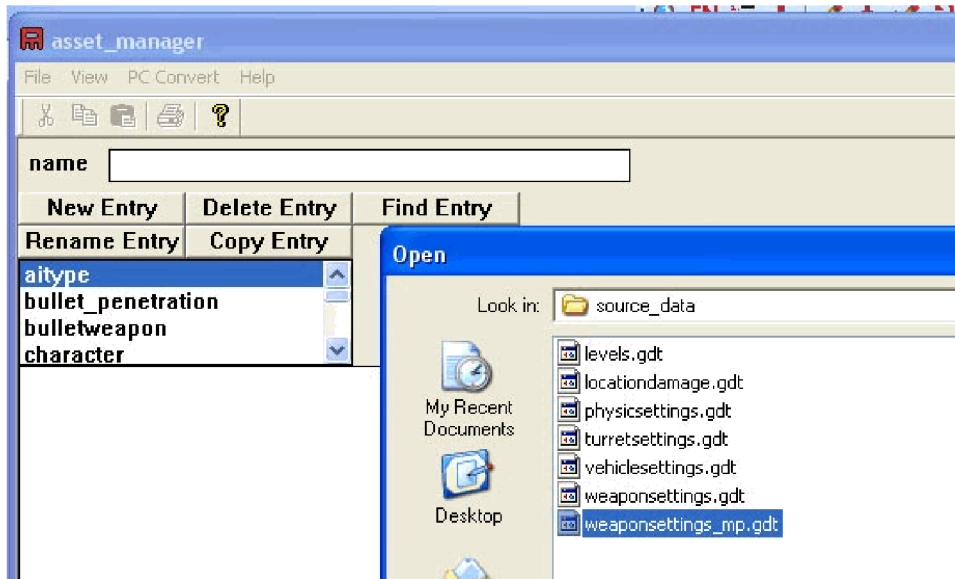 asset_manager
File View PC Convert Help
name
New Entry Delete Entry Find Entry
Rename Entry Copy Entry
aitype
bullet_penetration
bulletweapon
character
Open
Look in: source_data
My Recent Documents
Desktop
levels.gdt
locationdamage.gdt
physicsettings.gdt
turretsettings.gdt
vehiclesettings.gdt
weaponsettings.gdt
weaponsettings_mp.gdt